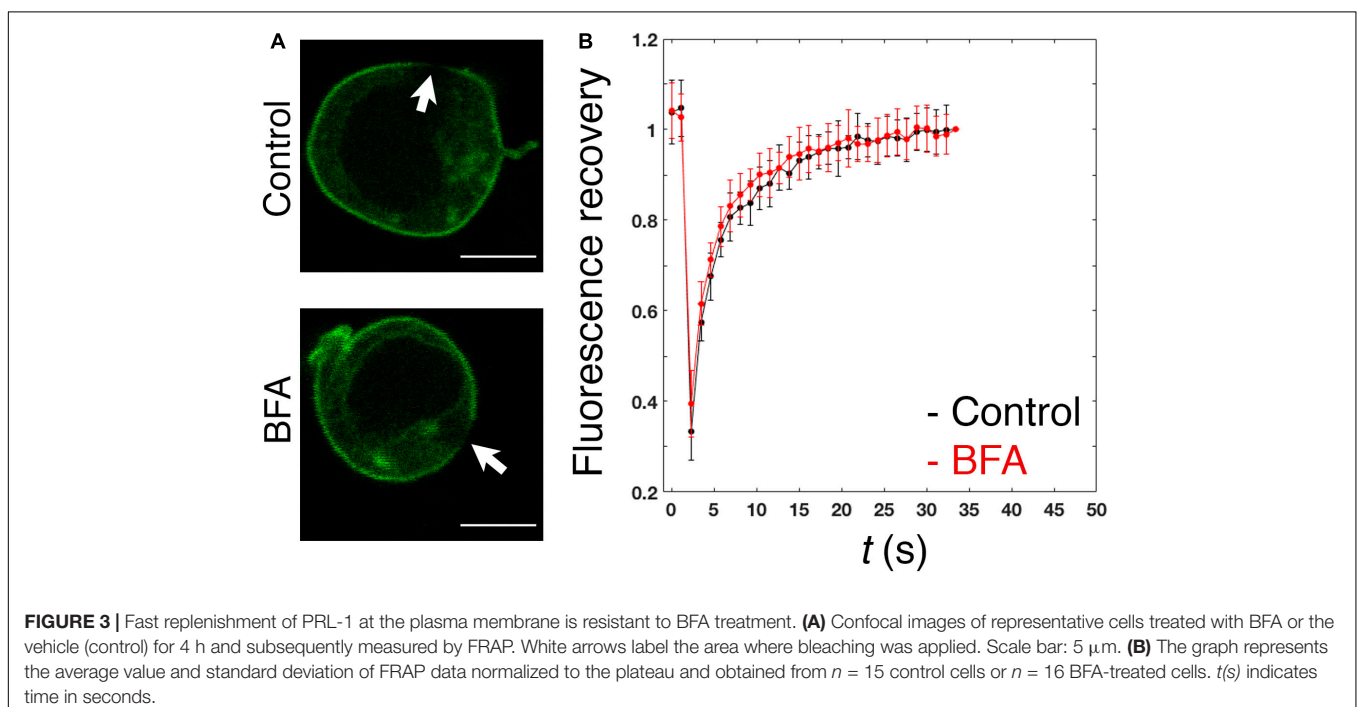 A
Control
BFA
B
Fluorescence recovery
1.2
1
0.8
0.6
0.4
0.2
0 5 10 15 20 25 30 35 40 45 50
t (s)
- Control
- BFA
FIGURE 3 | Fast replenishment of PRL-1 at the plasma membrane is resistant to BFA treatment. (A) Confocal images of representative cells treated with BFA or the
vehicle (control) for 4 h and subsequently measured by FRAP. White arrows label the area where bleaching was applied. Scale bar: 5 μm. (B) The graph represents
the average value and standard deviation of FRAP data normalized to the plateau and obtained from n = 15 control cells or n = 16 BFA-treated cells. t(s) indicates
time in seconds.